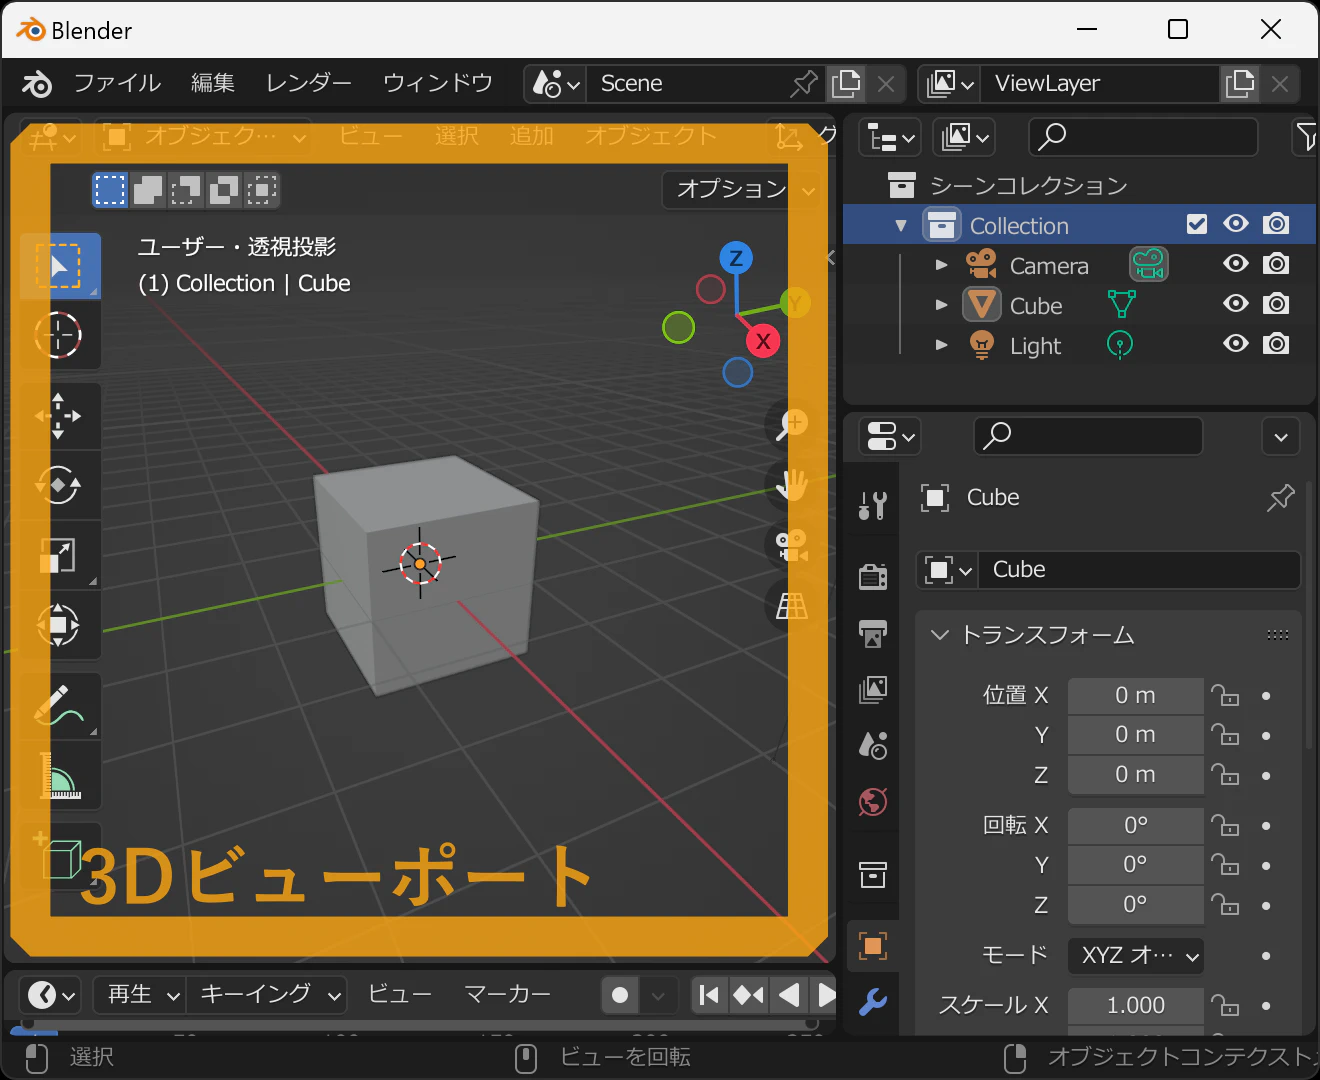 Blender
ファイル 編集 レンダー ウィンドウ Scene ViewLayer
オブジェク… ビュー 選択 追加 オブジェクト グ
オプション
ユーザー・透視投影
(1) Collection | Cube
Z
Y
X
3Dビューポート
シーンコレクション
Collection
Camera
Cube
Light
Cube
Cube
トランスフォーム
位置 X 0 m
Y 0 m
Z 0 m
回転 X 0°
Y 0°
Z 0°
モード XYZ オ…
スケール X 1.000
再生 キーイング ビュー マーカー
選択 ビューを回転 オブジェクトコンテクスト